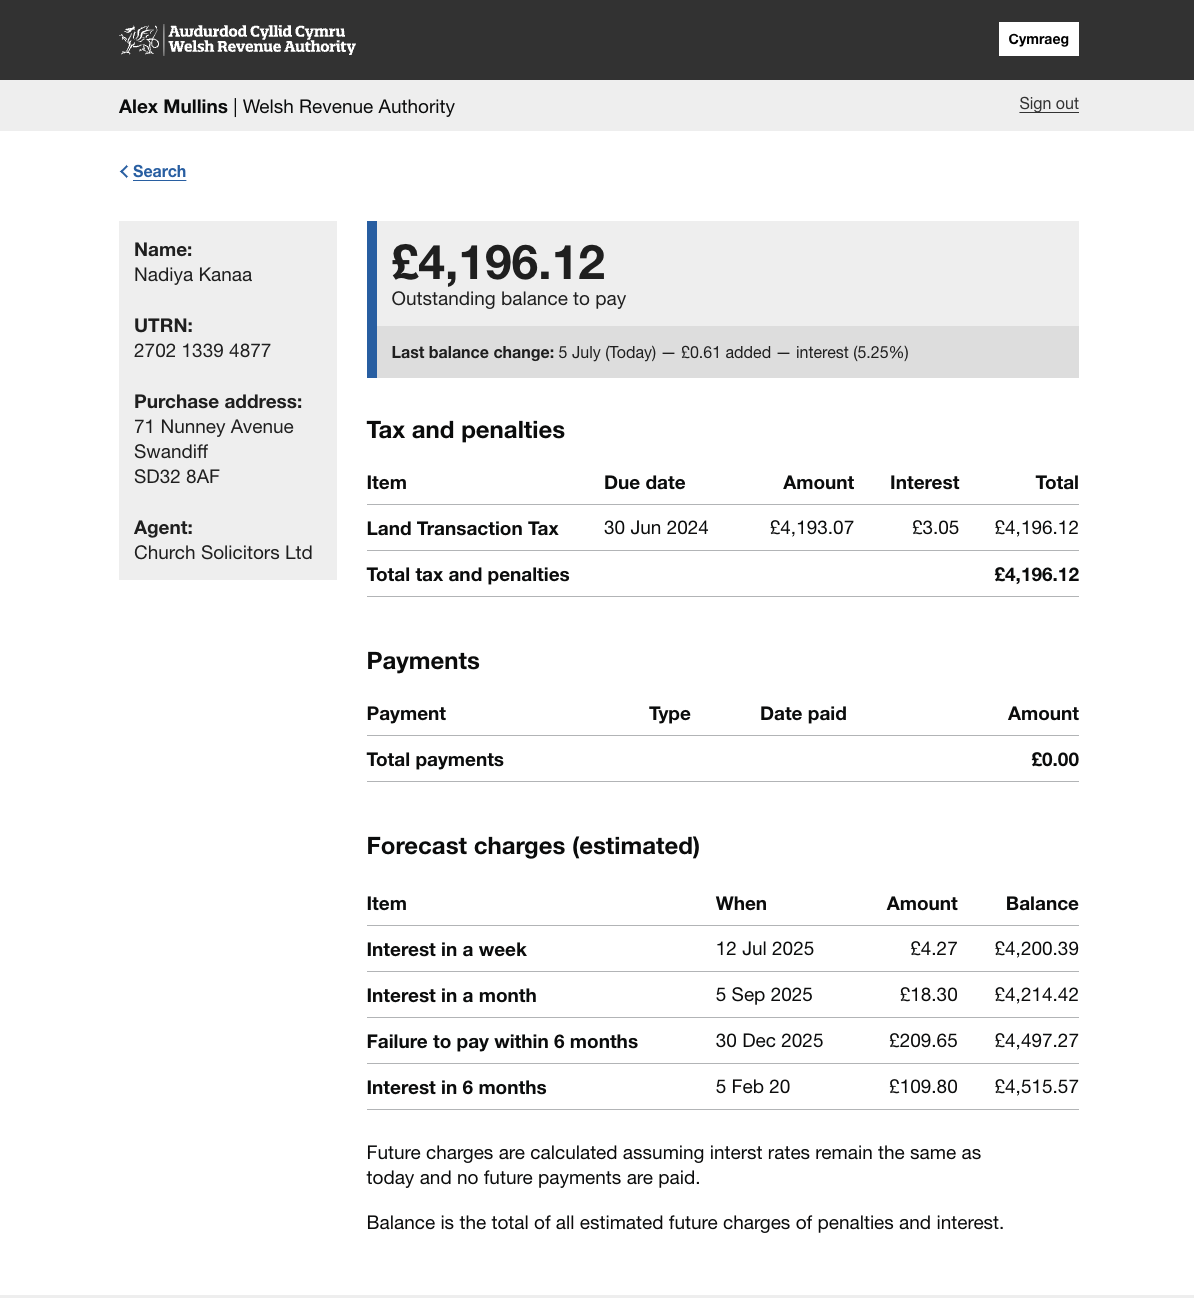 Awdurdod Cyllid Cymru
Welsh Revenue Authority
Cymraeg
Alex Mullins | Welsh Revenue Authority
Sign out
Search
Name:
Nadiya Kanaa
UTRN:
2702 1339 4877
Purchase address:
71 Nunney Avenue
Swandiff
SD32 8AF
Agent:
Church Solicitors Ltd
£4,196.12
Outstanding balance to pay
Last balance change: 5 July (Today) — £0.61 added — interest (5.25%)
Tax and penalties
Item Due date Amount Interest Total
Land Transaction Tax 30 Jun 2024 £4,193.07 £3.05 £4,196.12
Total tax and penalties £4,196.12
Payments
Payment Type Date paid Amount
Total payments £0.00
Forecast charges (estimated)
Item When Amount Balance
Interest in a week 12 Jul 2025 £4.27 £4,200.39
Interest in a month 5 Sep 2025 £18.30 £4,214.42
Failure to pay within 6 months 30 Dec 2025 £209.65 £4,497.27
Interest in 6 months 5 Feb 20 £109.80 £4,515.57
Future charges are calculated assuming interst rates remain the same as
today and no future payments are paid.
Balance is the total of all estimated future charges of penalties and interest.